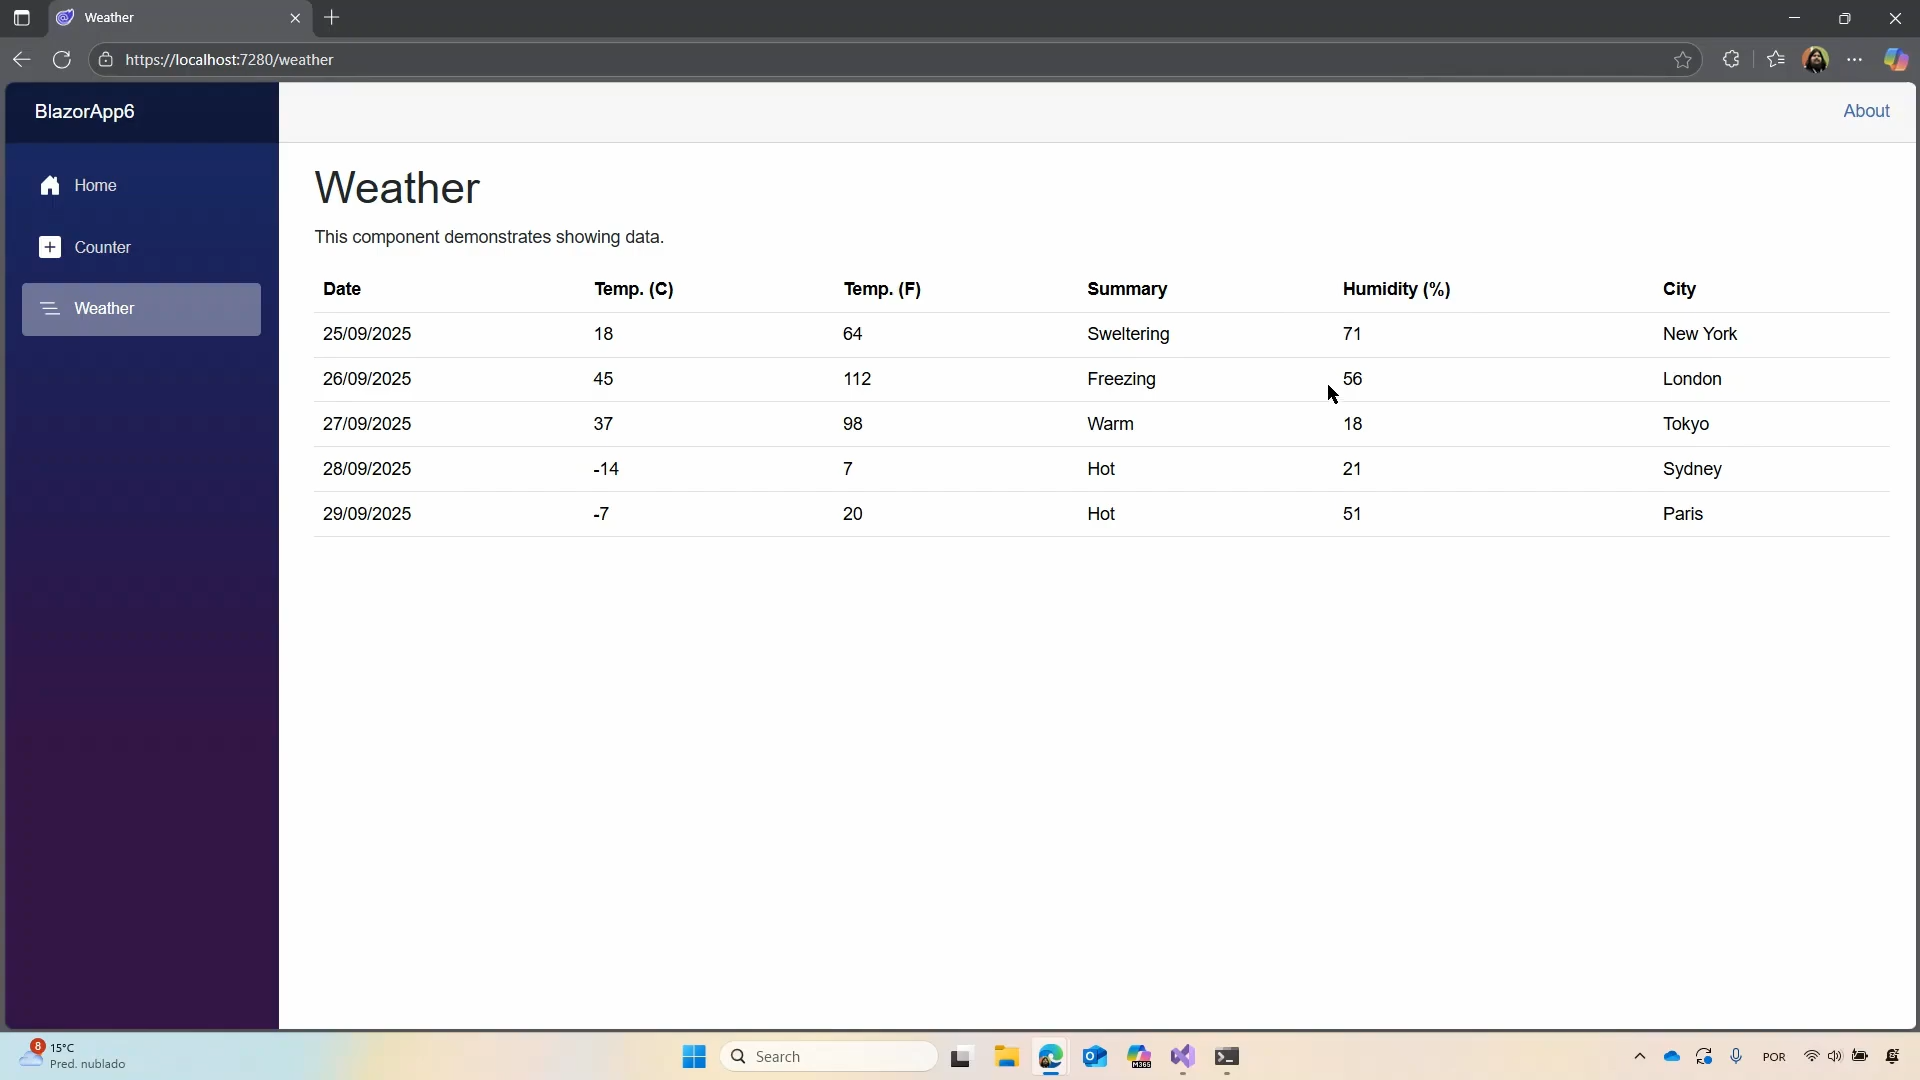 Weather
https://localhost:7280/weather
BlazorApp6
About
Home
Counter
Weather
Weather
This component demonstrates showing data.
Date Temp. (C) Temp. (F) Summary Humidity (%) City
25/09/2025 18 64 Sweltering 71 New York
26/09/2025 45 112 Freezing 56 London
27/09/2025 37 98 Warm 18 Tokyo
28/09/2025 -14 7 Hot 21 Sydney
29/09/2025 -7 20 Hot 51 Paris
8
15°C
Pred. nublado
Search
M365
POR